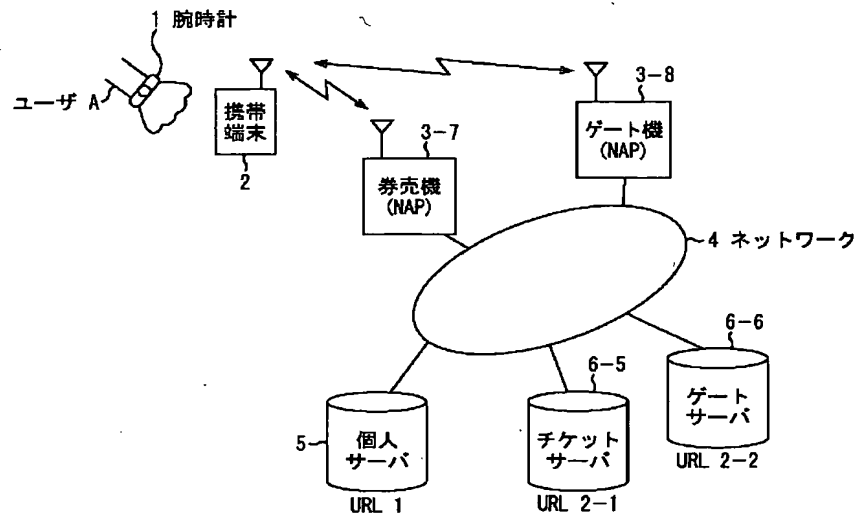 1 腕時計
ユーザ A
携帯
端末
2
3-7
券売機
(NAP)
3-8
ゲート機
(NAP)
4 ネットワーク
5
個人
サーバ
URL 1
6-5
チケット
サーバ
URL 2-1
6-6
ゲート
サーバ
URL 2-2